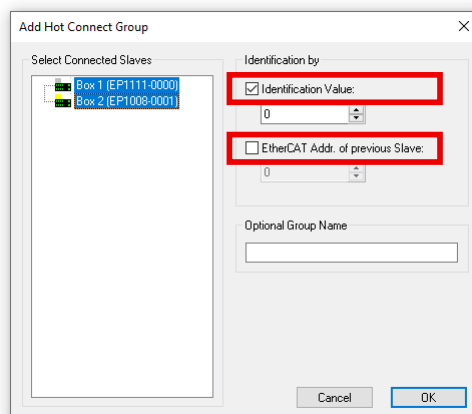 Add Hot Connect Group
Select Connected Slaves
Box 1 (EP1111-0000)
Box 2 (EP1008-0001)
Identification by
Identification Value:
0
EtherCAT Addr. of previous Slave:
0
Optional Group Name
Cancel
OK